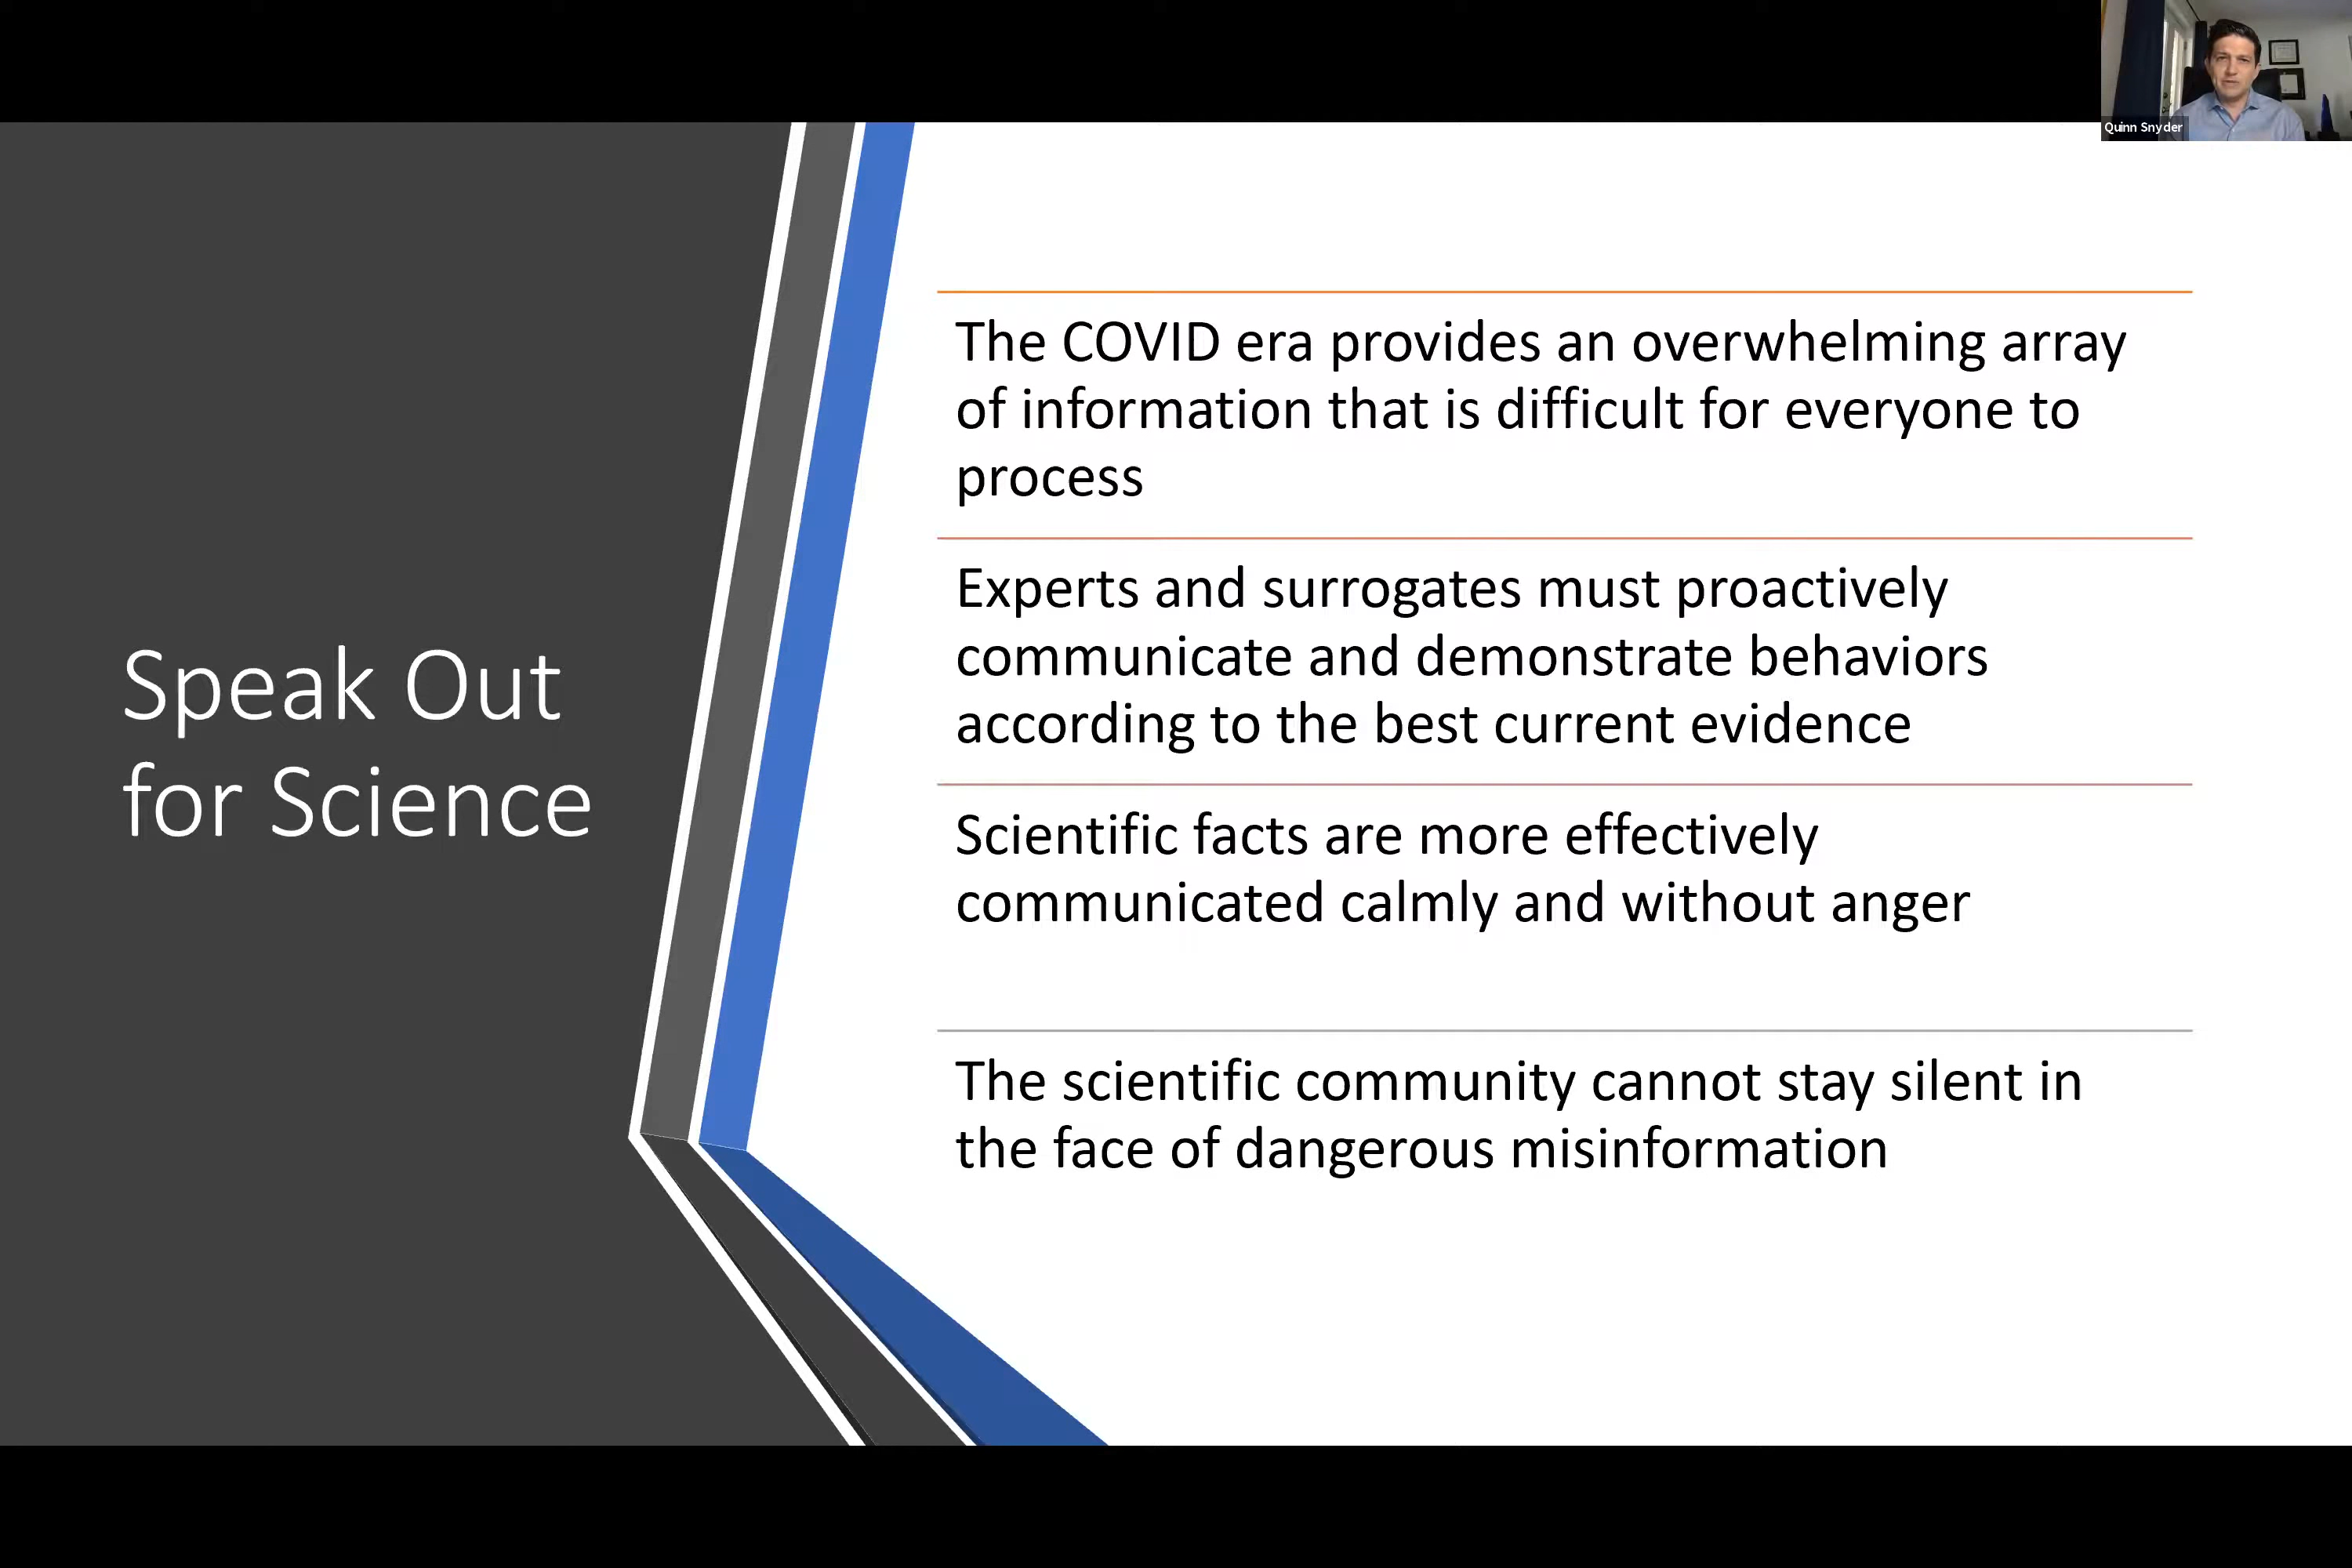 Quinn Snyder
Speak Out
for Science
The COVID era provides an overwhelming array
of information that is difficult for everyone to
process
Experts and surrogates must proactively
communicate and demonstrate behaviors
according to the best current evidence
Scientific facts are more effectively
communicated calmly and without anger
The scientific community cannot stay silent in
the face of dangerous misinformation